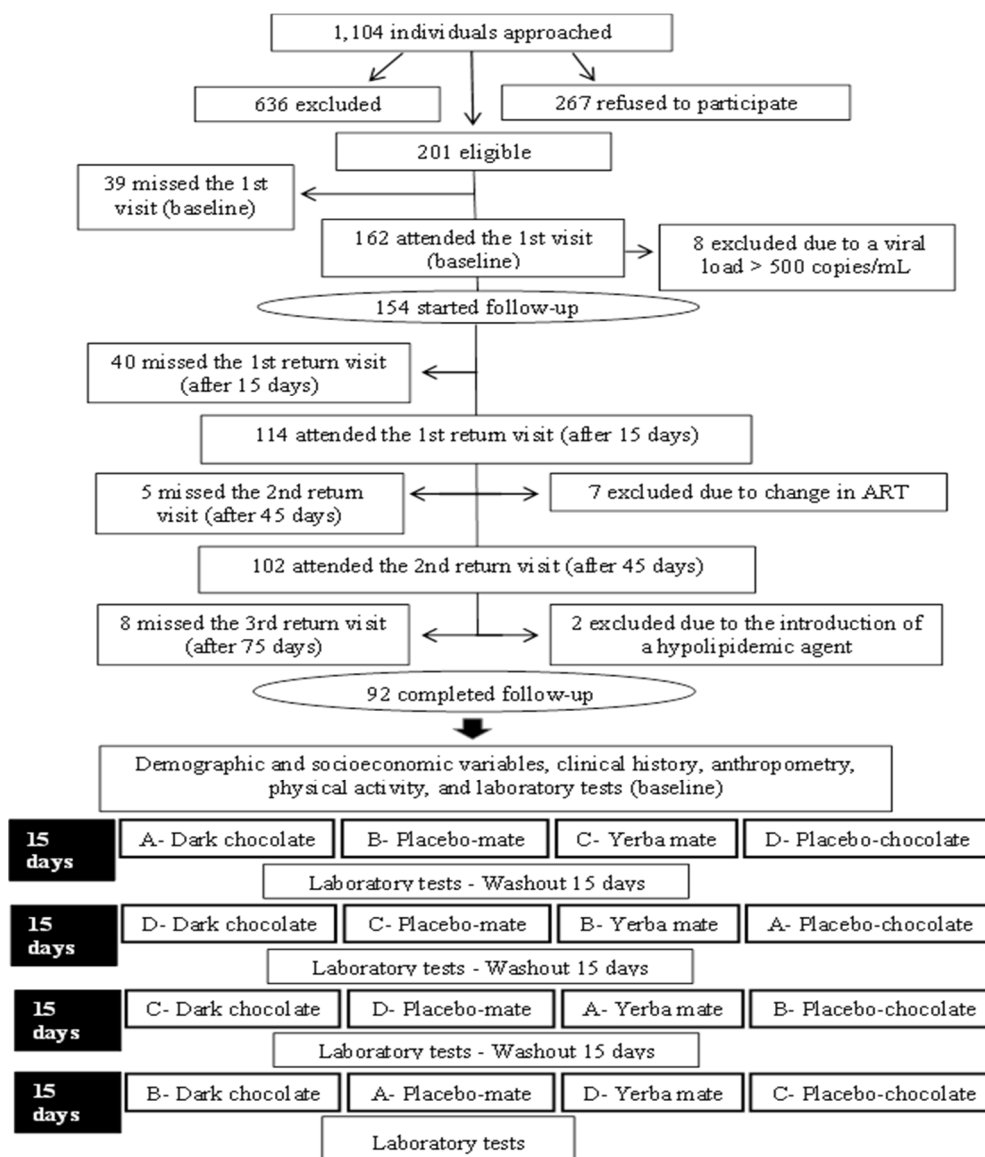 1,104 individuals approached
636 excluded
267 refused to participate
201 eligible
39 missed the 1st
visit (baseline)
162 attended the 1st visit
(baseline)
8 excluded due to a viral
load > 500 copies/mL
154 started follow-up
40 missed the 1st return visit
(after 15 days)
114 attended the 1st return visit (after 15 days)
5 missed the 2nd return
visit (after 45 days)
7 excluded due to change in ART
102 attended the 2nd return visit (after 45 days)
8 missed the 3rd return visit
(after 75 days)
2 excluded due to the introduction of
a hypolipidemic agent
92 completed follow-up
Demographic and socioeconomic variables, clinical history, anthropometry,
physical activity, and laboratory tests (baseline)
15
days
A- Dark chocolate
B- Placebo-mate
C- Yerba mate
D- Placebo-chocolate
Laboratory tests - Washout 15 days
15
days
D- Dark chocolate
C- Placebo-mate
B- Yerba mate
A- Placebo-chocolate
Laboratory tests - Washout 15 days
15
days
C- Dark chocolate
D- Placebo-mate
A- Yerba mate
B- Placebo-chocolate
Laboratory tests - Washout 15 days
15
days
B- Dark chocolate
A- Placebo-mate
D- Yerba mate
C- Placebo-chocolate
Laboratory tests